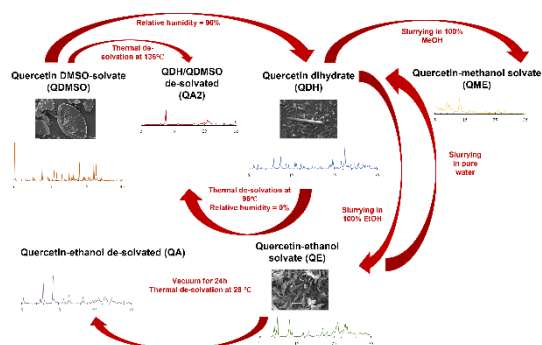 Relative humidity = 90%
Slurrying in 100%
MeOH
Thermal de-
solvation at 136°C
Quercetin DMSO-solvate
(QDMSO)
QDH/QDMSO
de-solvated
(QA2)
Quercetin dihydrate
(QDH)
Quercetin-methanol solvate
(QME)
Slurrying
in pure
water
Thermal de-solvation at
96°C
Relative humidity = 0%
Slurrying in
100% EtOH
Quercetin-ethanol de-solvated (QA)
Quercetin-ethanol
solvate
(QE)
Vacuum for 24h
Thermal de-solvation at 28 °C